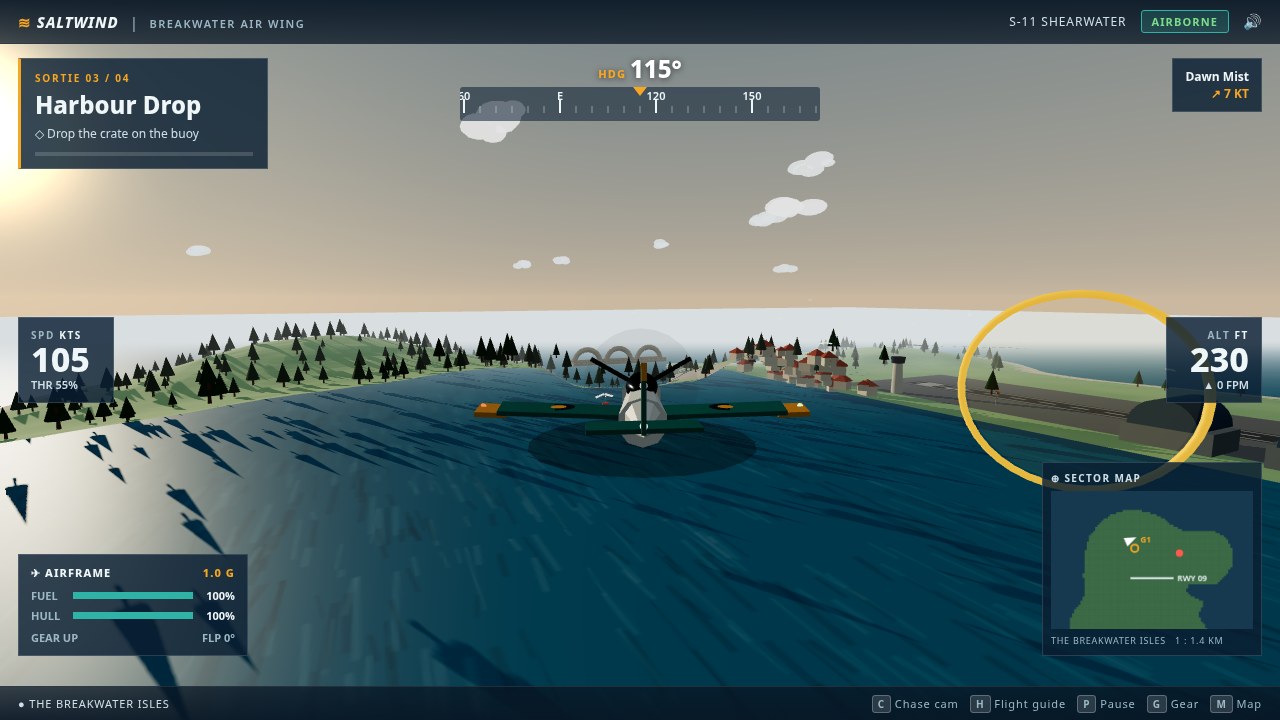 ≋ SALTWIND | BREAKWATER AIR WING
S-11 SHEARWATER
AIRBORNE
SORTIE 03 / 04
Harbour Drop
◇ Drop the crate on the buoy
HDG 115°
60 E 120 150
Dawn Mist
↗ 7 KT
SPD KTS
105
THR 55%
ALT FT
230
▲ 0 FPM
✈ AIRFRAME 1.0 G
FUEL 100%
HULL 100%
GEAR UP FLP 0°
⊕ SECTOR MAP
G1
RWY 09
THE BREAKWATER ISLES 1 : 1.4 KM
● THE BREAKWATER ISLES
C Chase cam H Flight guide P Pause G Gear M Map